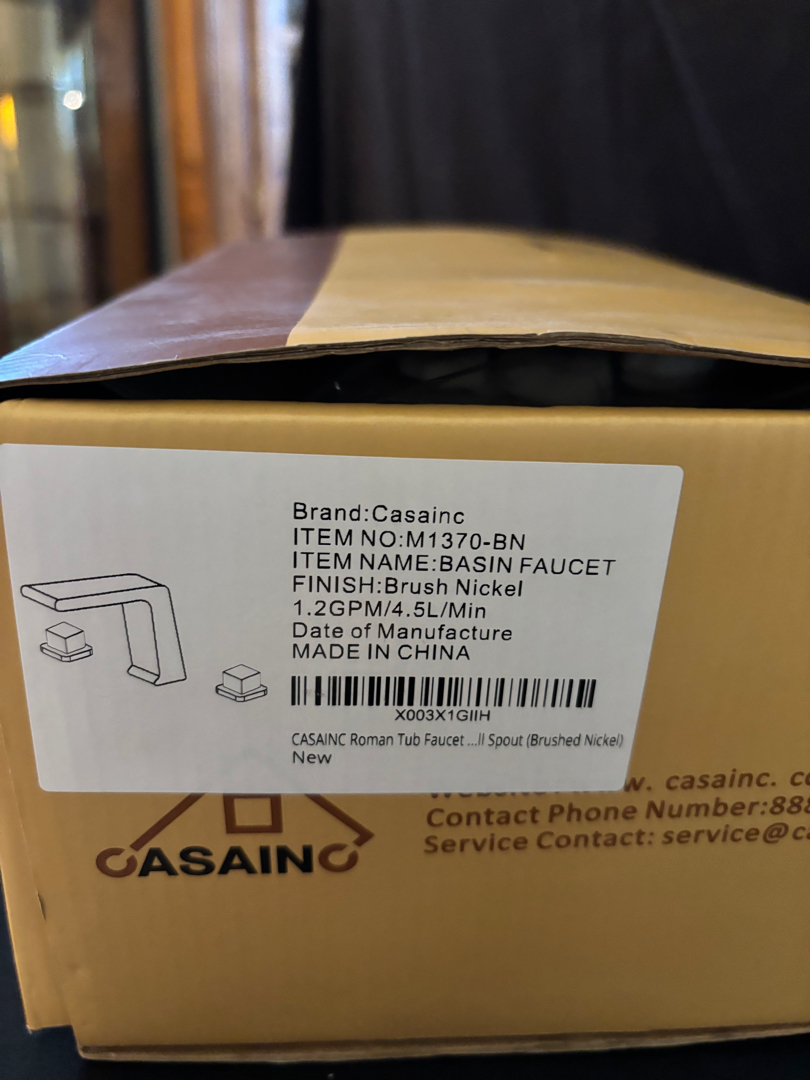 Brand:Casainc
ITEM NO:M1370-BN
ITEM NAME:BASIN FAUCET
FINISH:Brush Nickel
1.2GPM/4.5L/Min
Date of Manufacture
MADE IN CHINA
X003X1GIIH
CASAINC Roman Tub Faucet ...ll Spout (Brushed Nickel)
New
w. casainc. c
Contact Phone Number:888
Service Contact: service@ca
CASAINC